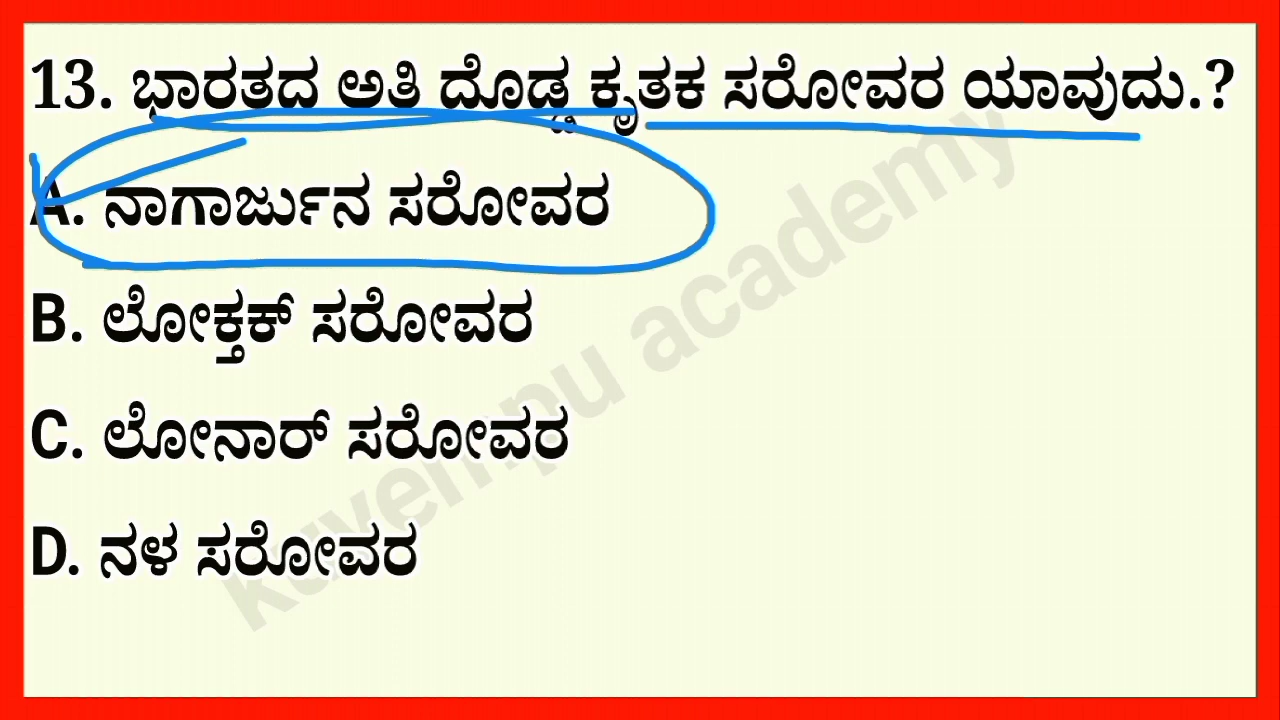 13. ಭಾರತದ ಅತಿ ದೊಡ್ಡ ಕೃತಕ ಸರೋವರ ಯಾವುದು.?
A. ನಾಗಾರ್ಜುನ ಸರೋವರ
B. ಲೋಕ್ತಕ್ ಸರೋವರ
C. ಲೋನಾರ್ ಸರೋವರ
D. ನಳ ಸರೋವರ
kuvempu academy